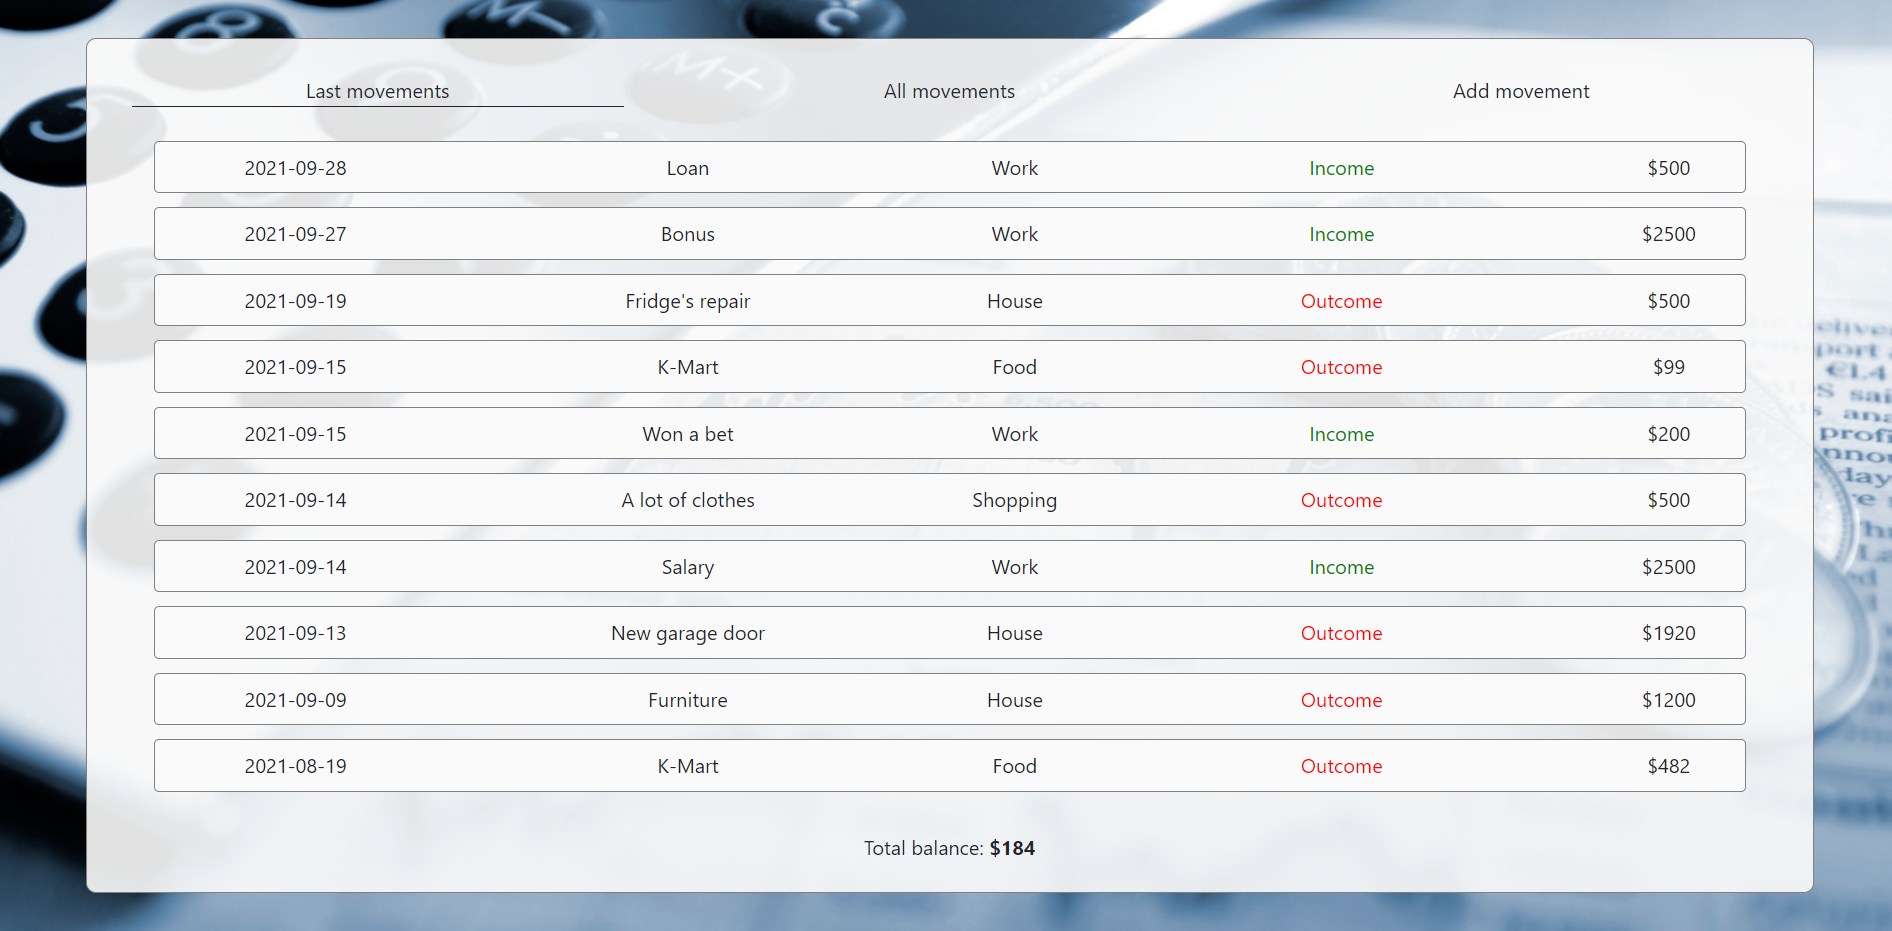 Last movements All movements Add movement
2021-09-28 Loan Work Income $500
2021-09-27 Bonus Work Income $2500
2021-09-19 Fridge's repair House Outcome $500
2021-09-15 K-Mart Food Outcome $99
2021-09-15 Won a bet Work Income $200
2021-09-14 A lot of clothes Shopping Outcome $500
2021-09-14 Salary Work Income $2500
2021-09-13 New garage door House Outcome $1920
2021-09-09 Furniture House Outcome $1200
2021-08-19 K-Mart Food Outcome $482
Total balance: $184
8
M+
port
€1.4